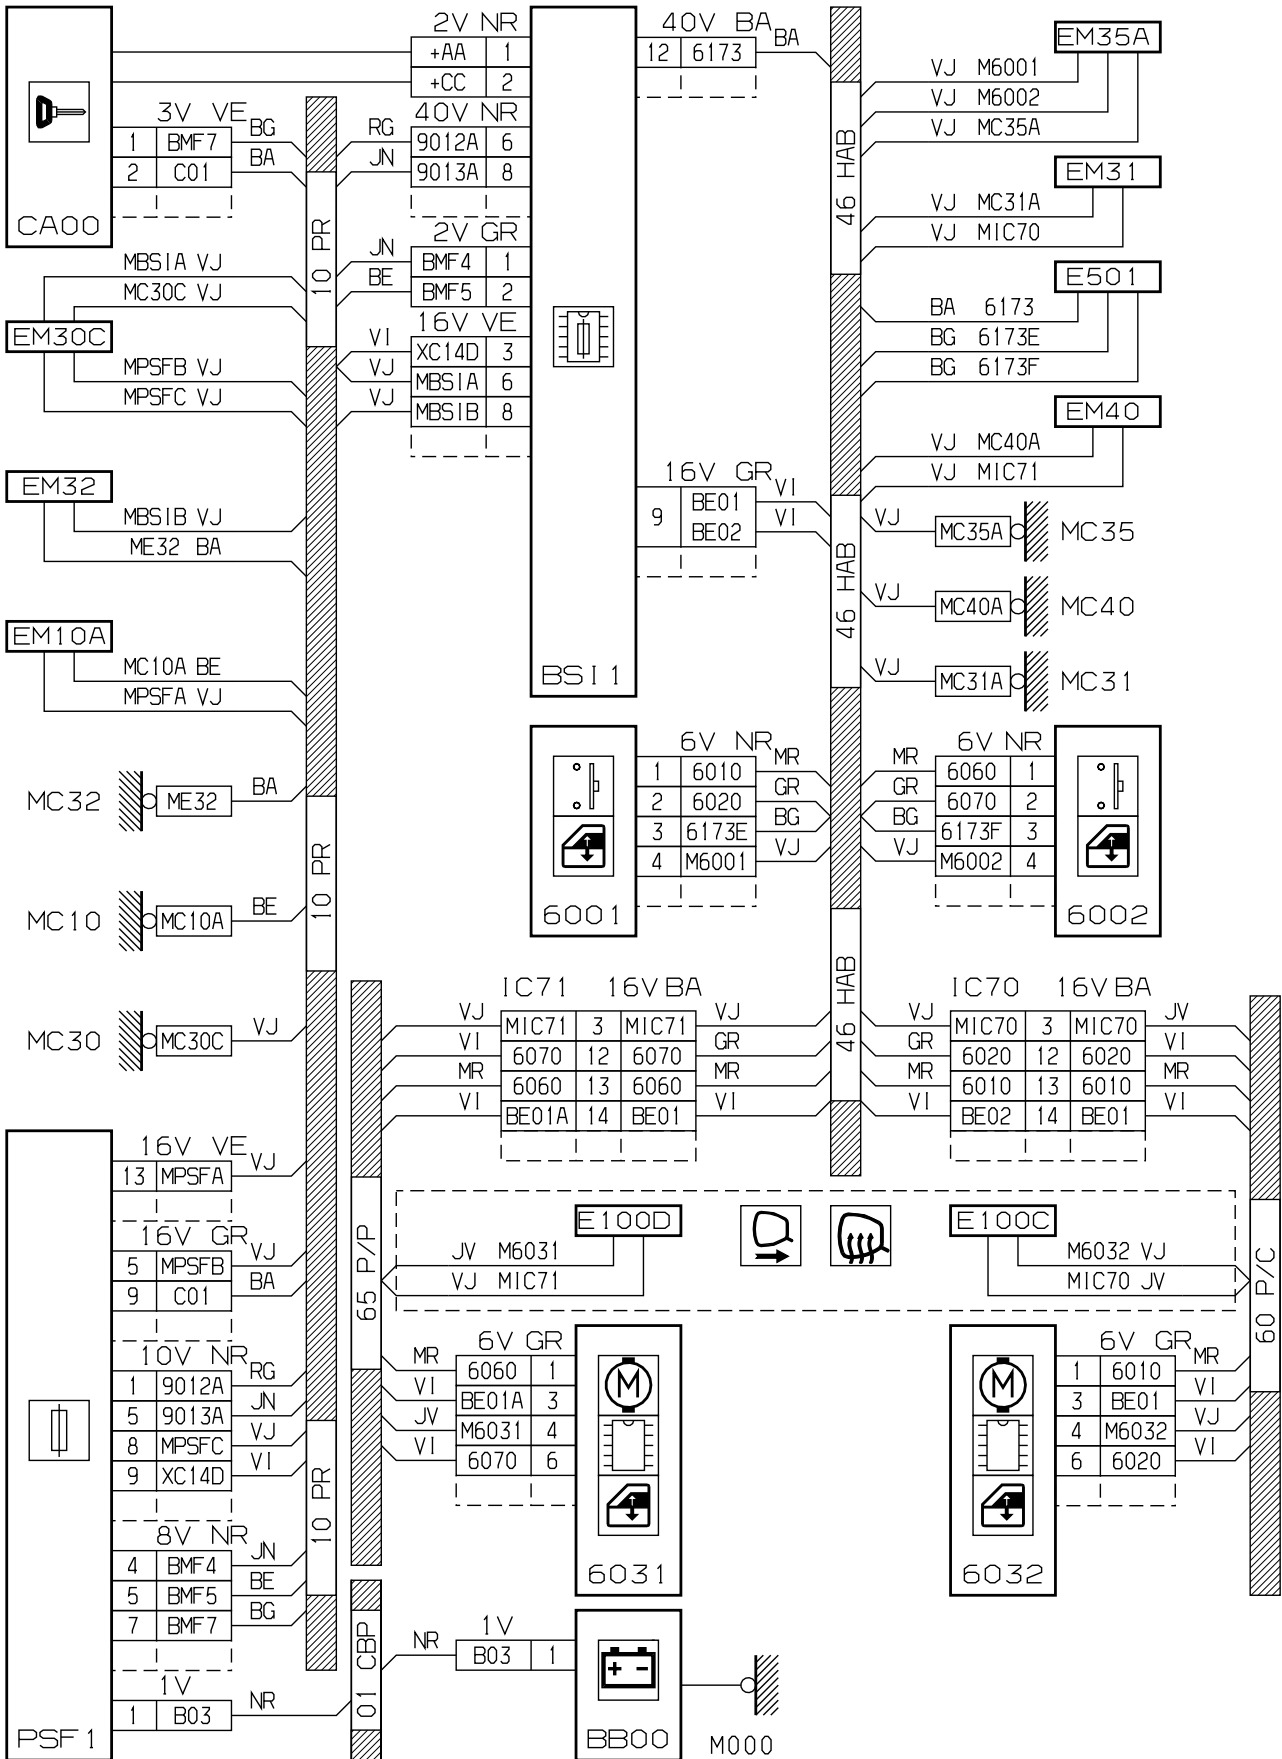 CA00
3V VE
1 BMF7 BG
2 C01 BA
2V NR
+AA 1
+CC 2
40V NR
RG 9012A 6
JN 9013A 8
2V GR
JN BMF4 1
BE BMF5 2
16V VE
VI XC14D 3
VJ MBSIA 6
VJ MBSIB 8
BSI1
40V BA
12 6173 BA
16V GR
9 BE01 VI
BE02 VI
10 PR
MBSIA VJ
MC30C VJ
EM30C
MPSFB VJ
MPSFC VJ
EM32
MBSIB VJ
ME32 BA
EM10A
MC10A BE
MPSFA VJ
MC32 ME32 BA
10 PR
MC10 MC10A BE
MC30 MC30C VJ
46 HAB
EM35A
VJ M6001
VJ M6002
VJ MC35A
EM31
VJ MC31A
VJ MIC70
E501
BA 6173
BG 6173E
BG 6173F
EM40
VJ MC40A
VJ MIC71
46 HAB
VJ MC35A MC35
VJ MC40A MC40
VJ MC31A MC31
6001
6V NR
1 6010 MR
2 6020 GR
3 6173E BG
4 M6001 VJ
6V NR
MR 6060 1
GR 6070 2
BG 6173F 3
VJ M6002 4
6002
46 HAB
IC71 16V BA
VJ MIC71 3 MIC71 VJ
VI 6070 12 6070 GR
MR 6060 13 6060 MR
VI BE01A 14 BE01 VI
IC70 16V BA
VJ MIC70 3 MIC70 JV
GR 6020 12 6020 VI
MR 6010 13 6010 MR
VI BE02 14 BE01 VI
PSF1
16V VE
13 MPSFA VJ
16V GR
5 MPSFB VJ
9 C01 BA
10V NR
1 9012A RG
5 9013A JN
8 MPSFC VJ
9 XC14D VI
8V NR
4 BMF4 JN
5 BMF5 BE
7 BMF7 BG
1V
1 B03 NR
10 PR
65 P/P
E100D
JV M6031
VJ MIC71
E100C
M6032 VJ
MIC70 JV
60 P/C
6V GR
MR 6060 1
VI BE01A 3
JV M6031 4
VI 6070 6
M
6031
6V GR
1 6010 MR
3 BE01 VI
4 M6032 VJ
6 6020 VI
M
6032
01 CBP
1V
NR B03 1
+ -
BB00
M000